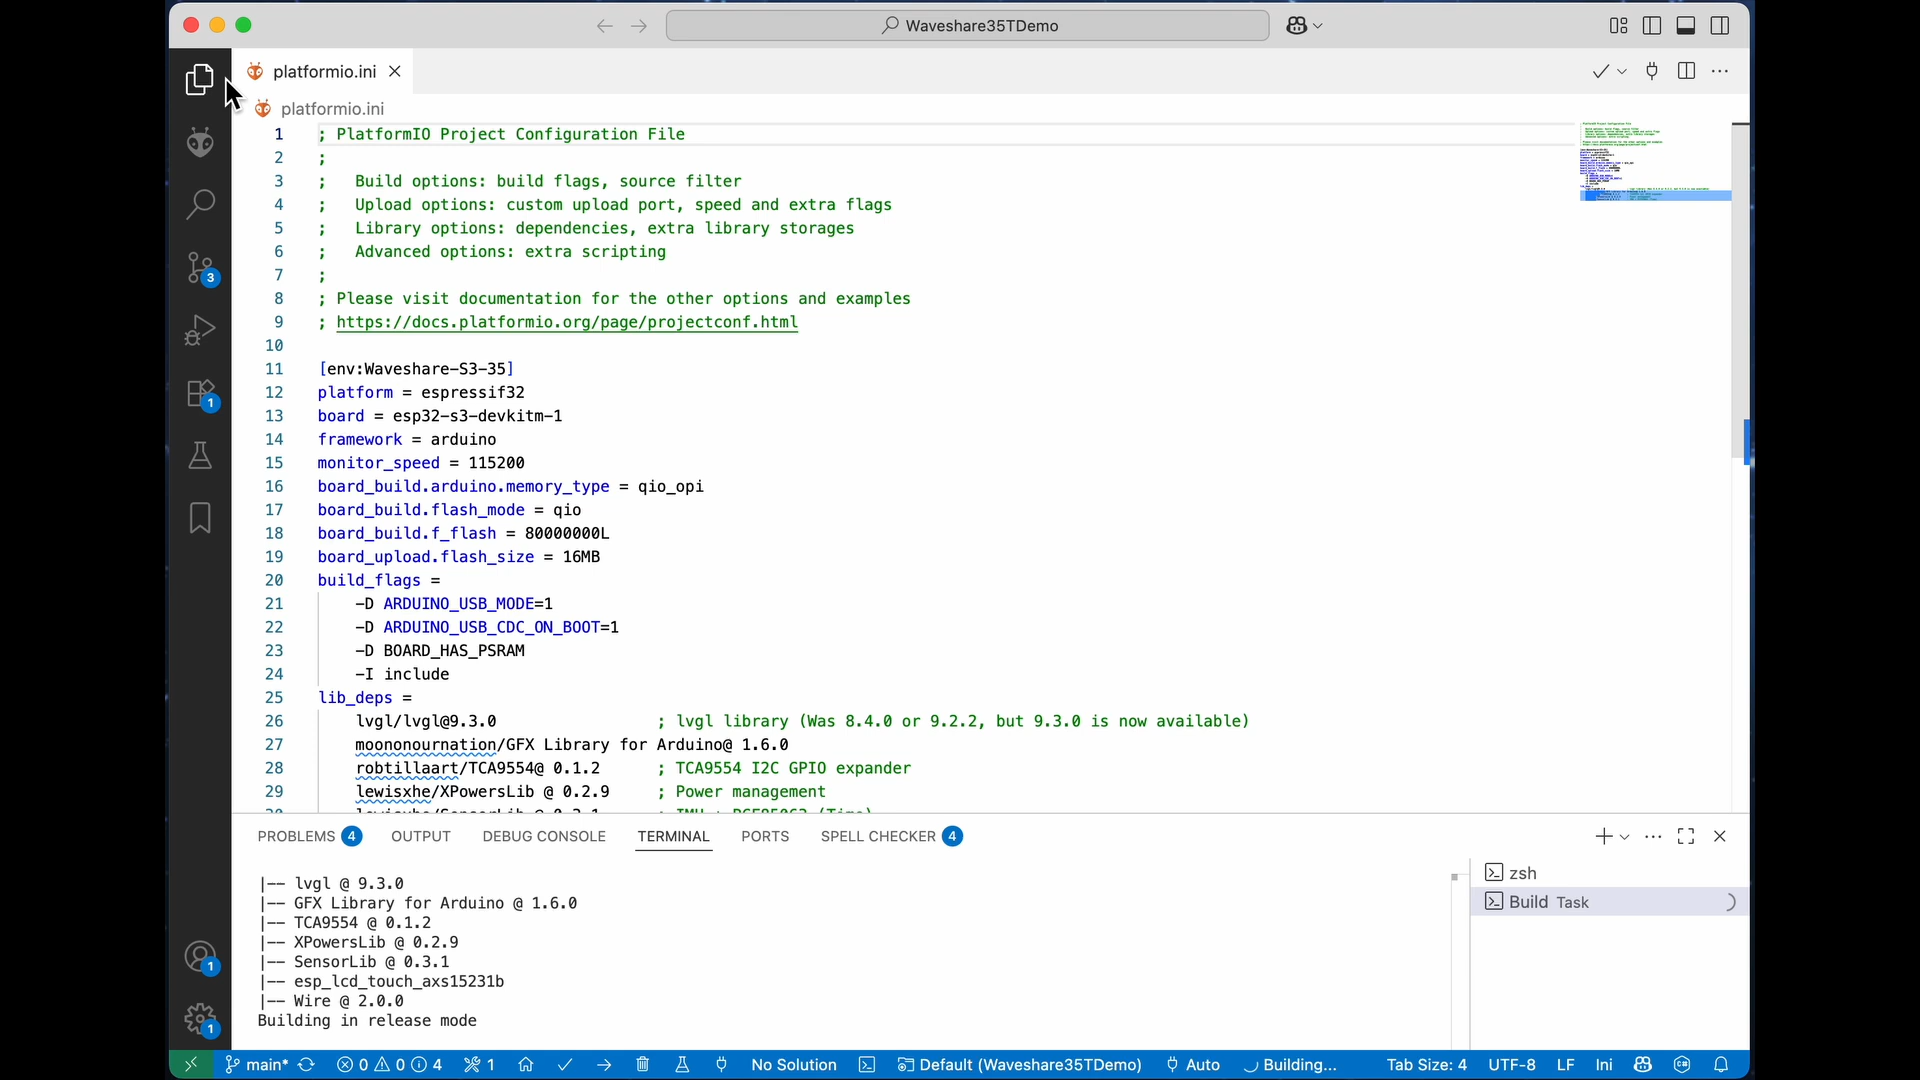 Waveshare35TDemo
platformio.ini
platformio.ini
1 ; PlatformIO Project Configuration File
2 ;
3 ;   Build options: build flags, source filter
4 ;   Upload options: custom upload port, speed and extra flags
5 ;   Library options: dependencies, extra library storages
6 ;   Advanced options: extra scripting
7 ;
8 ; Please visit documentation for the other options and examples
9 ; https://docs.platformio.org/page/projectconf.html
10
11 [env:Waveshare-S3-35]
12 platform = espressif32
13 board = esp32-s3-devkitm-1
14 framework = arduino
15 monitor_speed = 115200
16 board_build.arduino.memory_type = qio_opi
17 board_build.flash_mode = qio
18 board_build.f_flash = 80000000L
19 board_upload.flash_size = 16MB
20 build_flags =
21 -D ARDUINO_USB_MODE=1
22 -D ARDUINO_USB_CDC_ON_BOOT=1
23 -D BOARD_HAS_PSRAM
24 -I include
25 lib_deps =
26 lvgl/lvgl@9.3.0 ; lvgl library (Was 8.4.0 or 9.2.2, but 9.3.0 is now available)
27 moononournation/GFX Library for Arduino@ 1.6.0
28 robtillaart/TCA9554@ 0.1.2 ; TCA9554 I2C GPIO expander
29 lewisxhe/XPowersLib @ 0.2.9 ; Power management
PROBLEMS 4 OUTPUT DEBUG CONSOLE TERMINAL PORTS SPELL CHECKER 4
|-- lvgl @ 9.3.0
|-- GFX Library for Arduino @ 1.6.0
|-- TCA9554 @ 0.1.2
|-- XPowersLib @ 0.2.9
|-- SensorLib @ 0.3.1
|-- esp_lcd_touch_axs15231b
|-- Wire @ 2.0.0
Building in release mode
zsh
Build Task
3
1
1
1
main* 0 0 4 1 No Solution Default (Waveshare35TDemo) Auto Building... Tab Size: 4 UTF-8 LF Ini